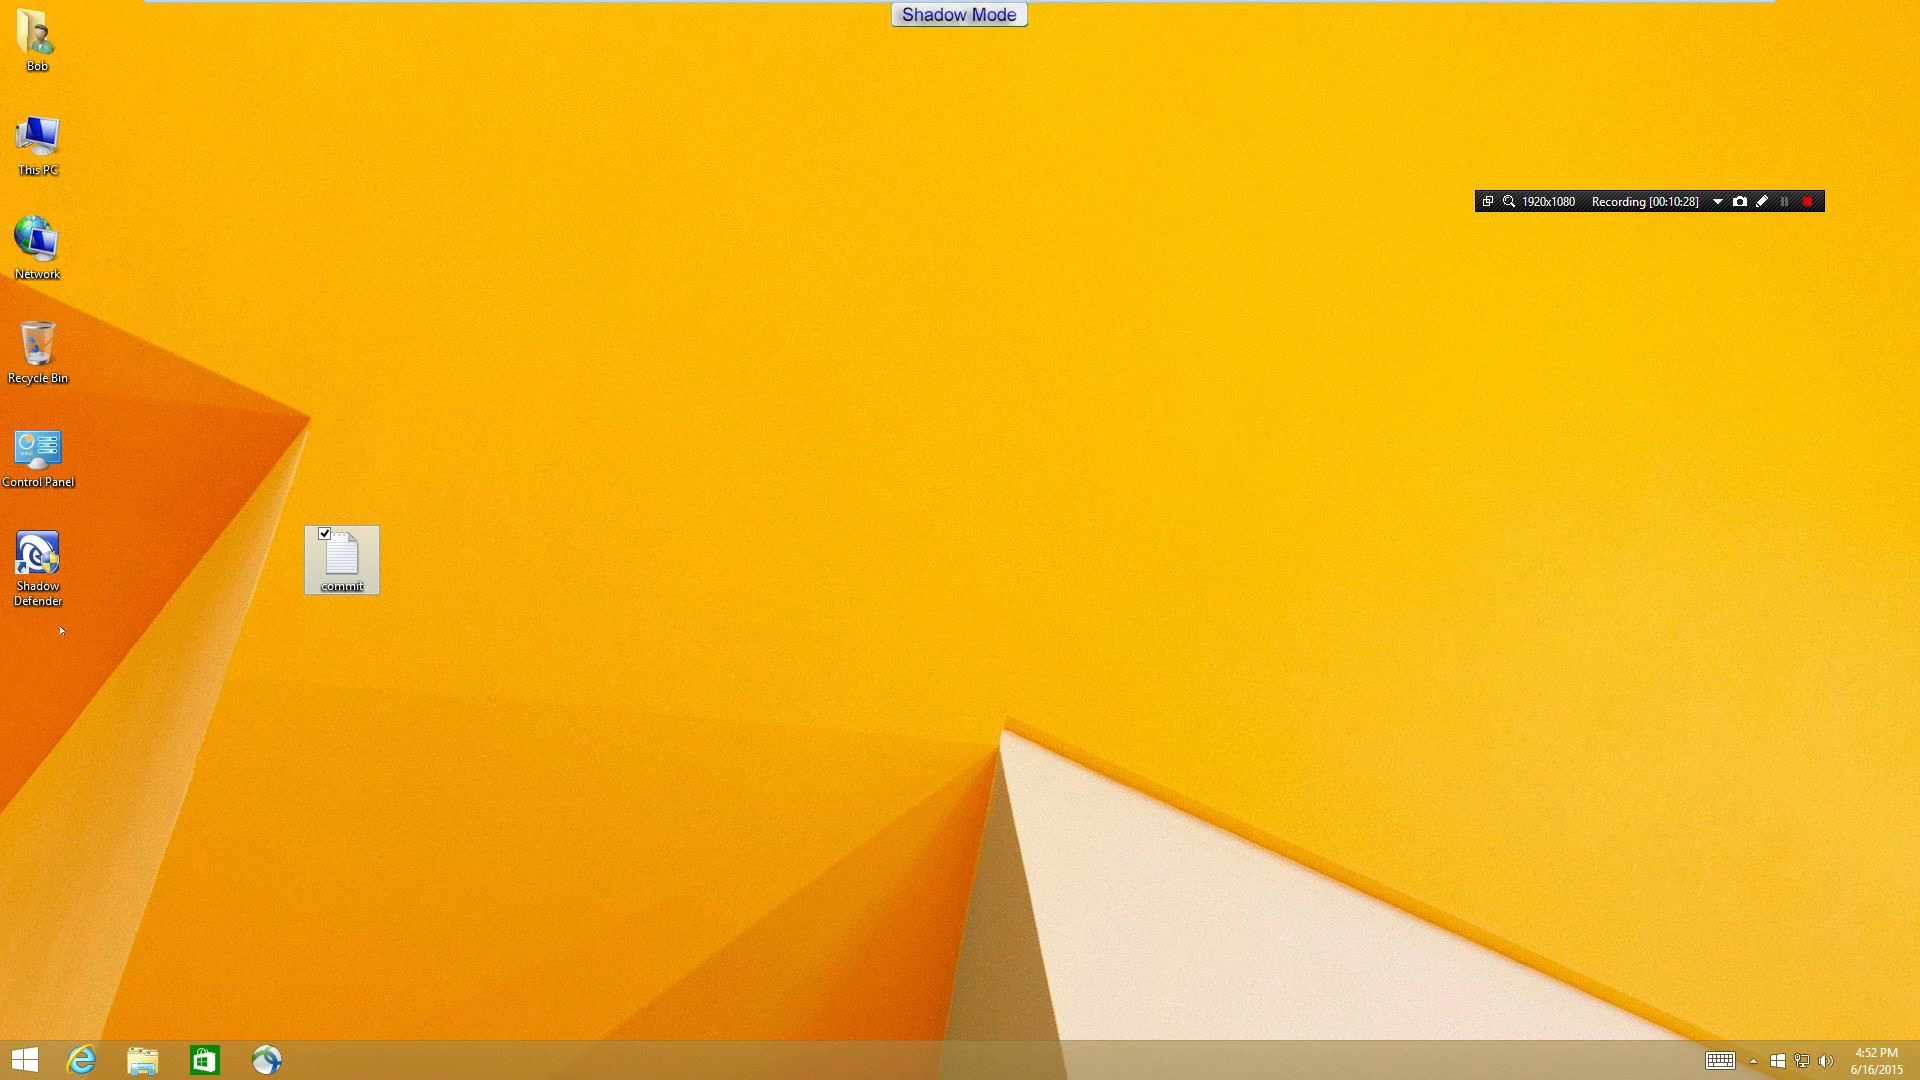 Shadow Mode
Bob
This PC
1920x1080 Recording [00:10:28]
Network
Recycle Bin
Control Panel
Shadow
Defender
commit
4:52 PM
6/16/2015